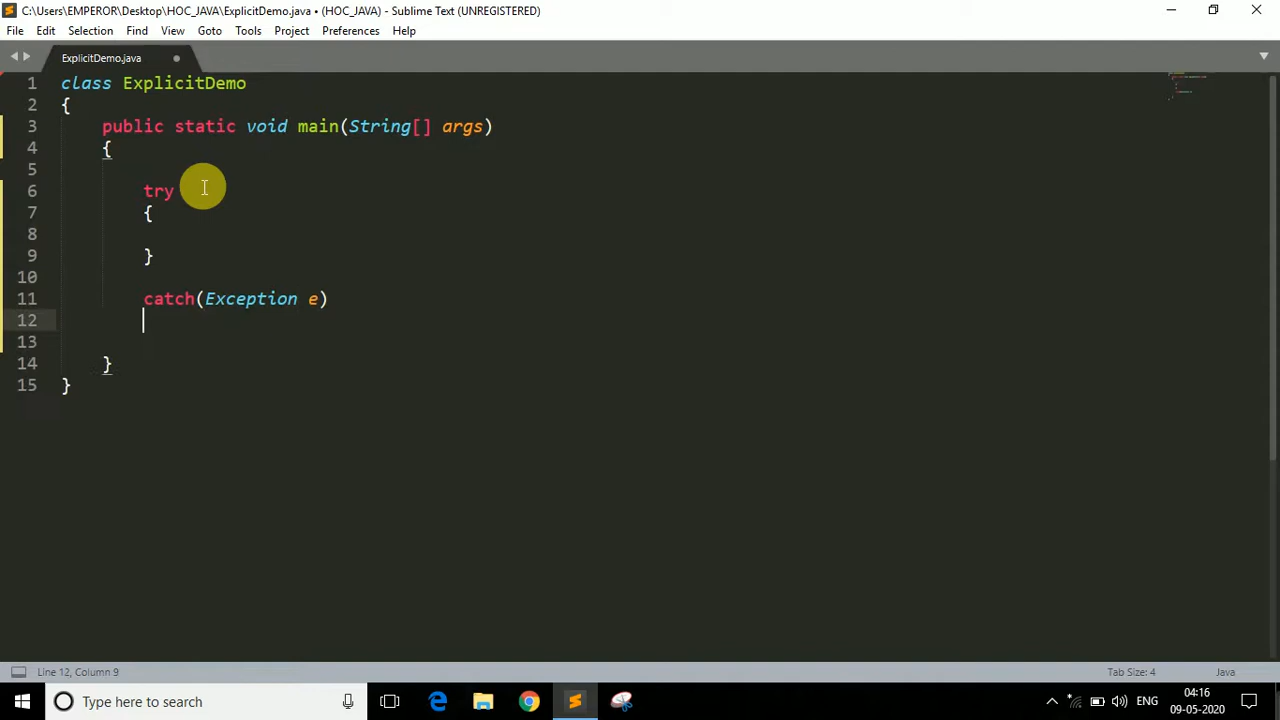 C:\Users\EMPEROR\Desktop\HOC_JAVA\ExplicitDemo.java • (HOC_JAVA) - Sublime Text (UNREGISTERED)
File Edit Selection Find View Goto Tools Project Preferences Help
ExplicitDemo.java
1 class ExplicitDemo
2 {
3 public static void main(String[] args)
4 {
5
6 try
7 {
8
9 }
10
11 catch(Exception e)
12
13
14 }
15 }
Line 12, Column 9 Tab Size: 4 Java
Type here to search ENG 04:16
09-05-2020